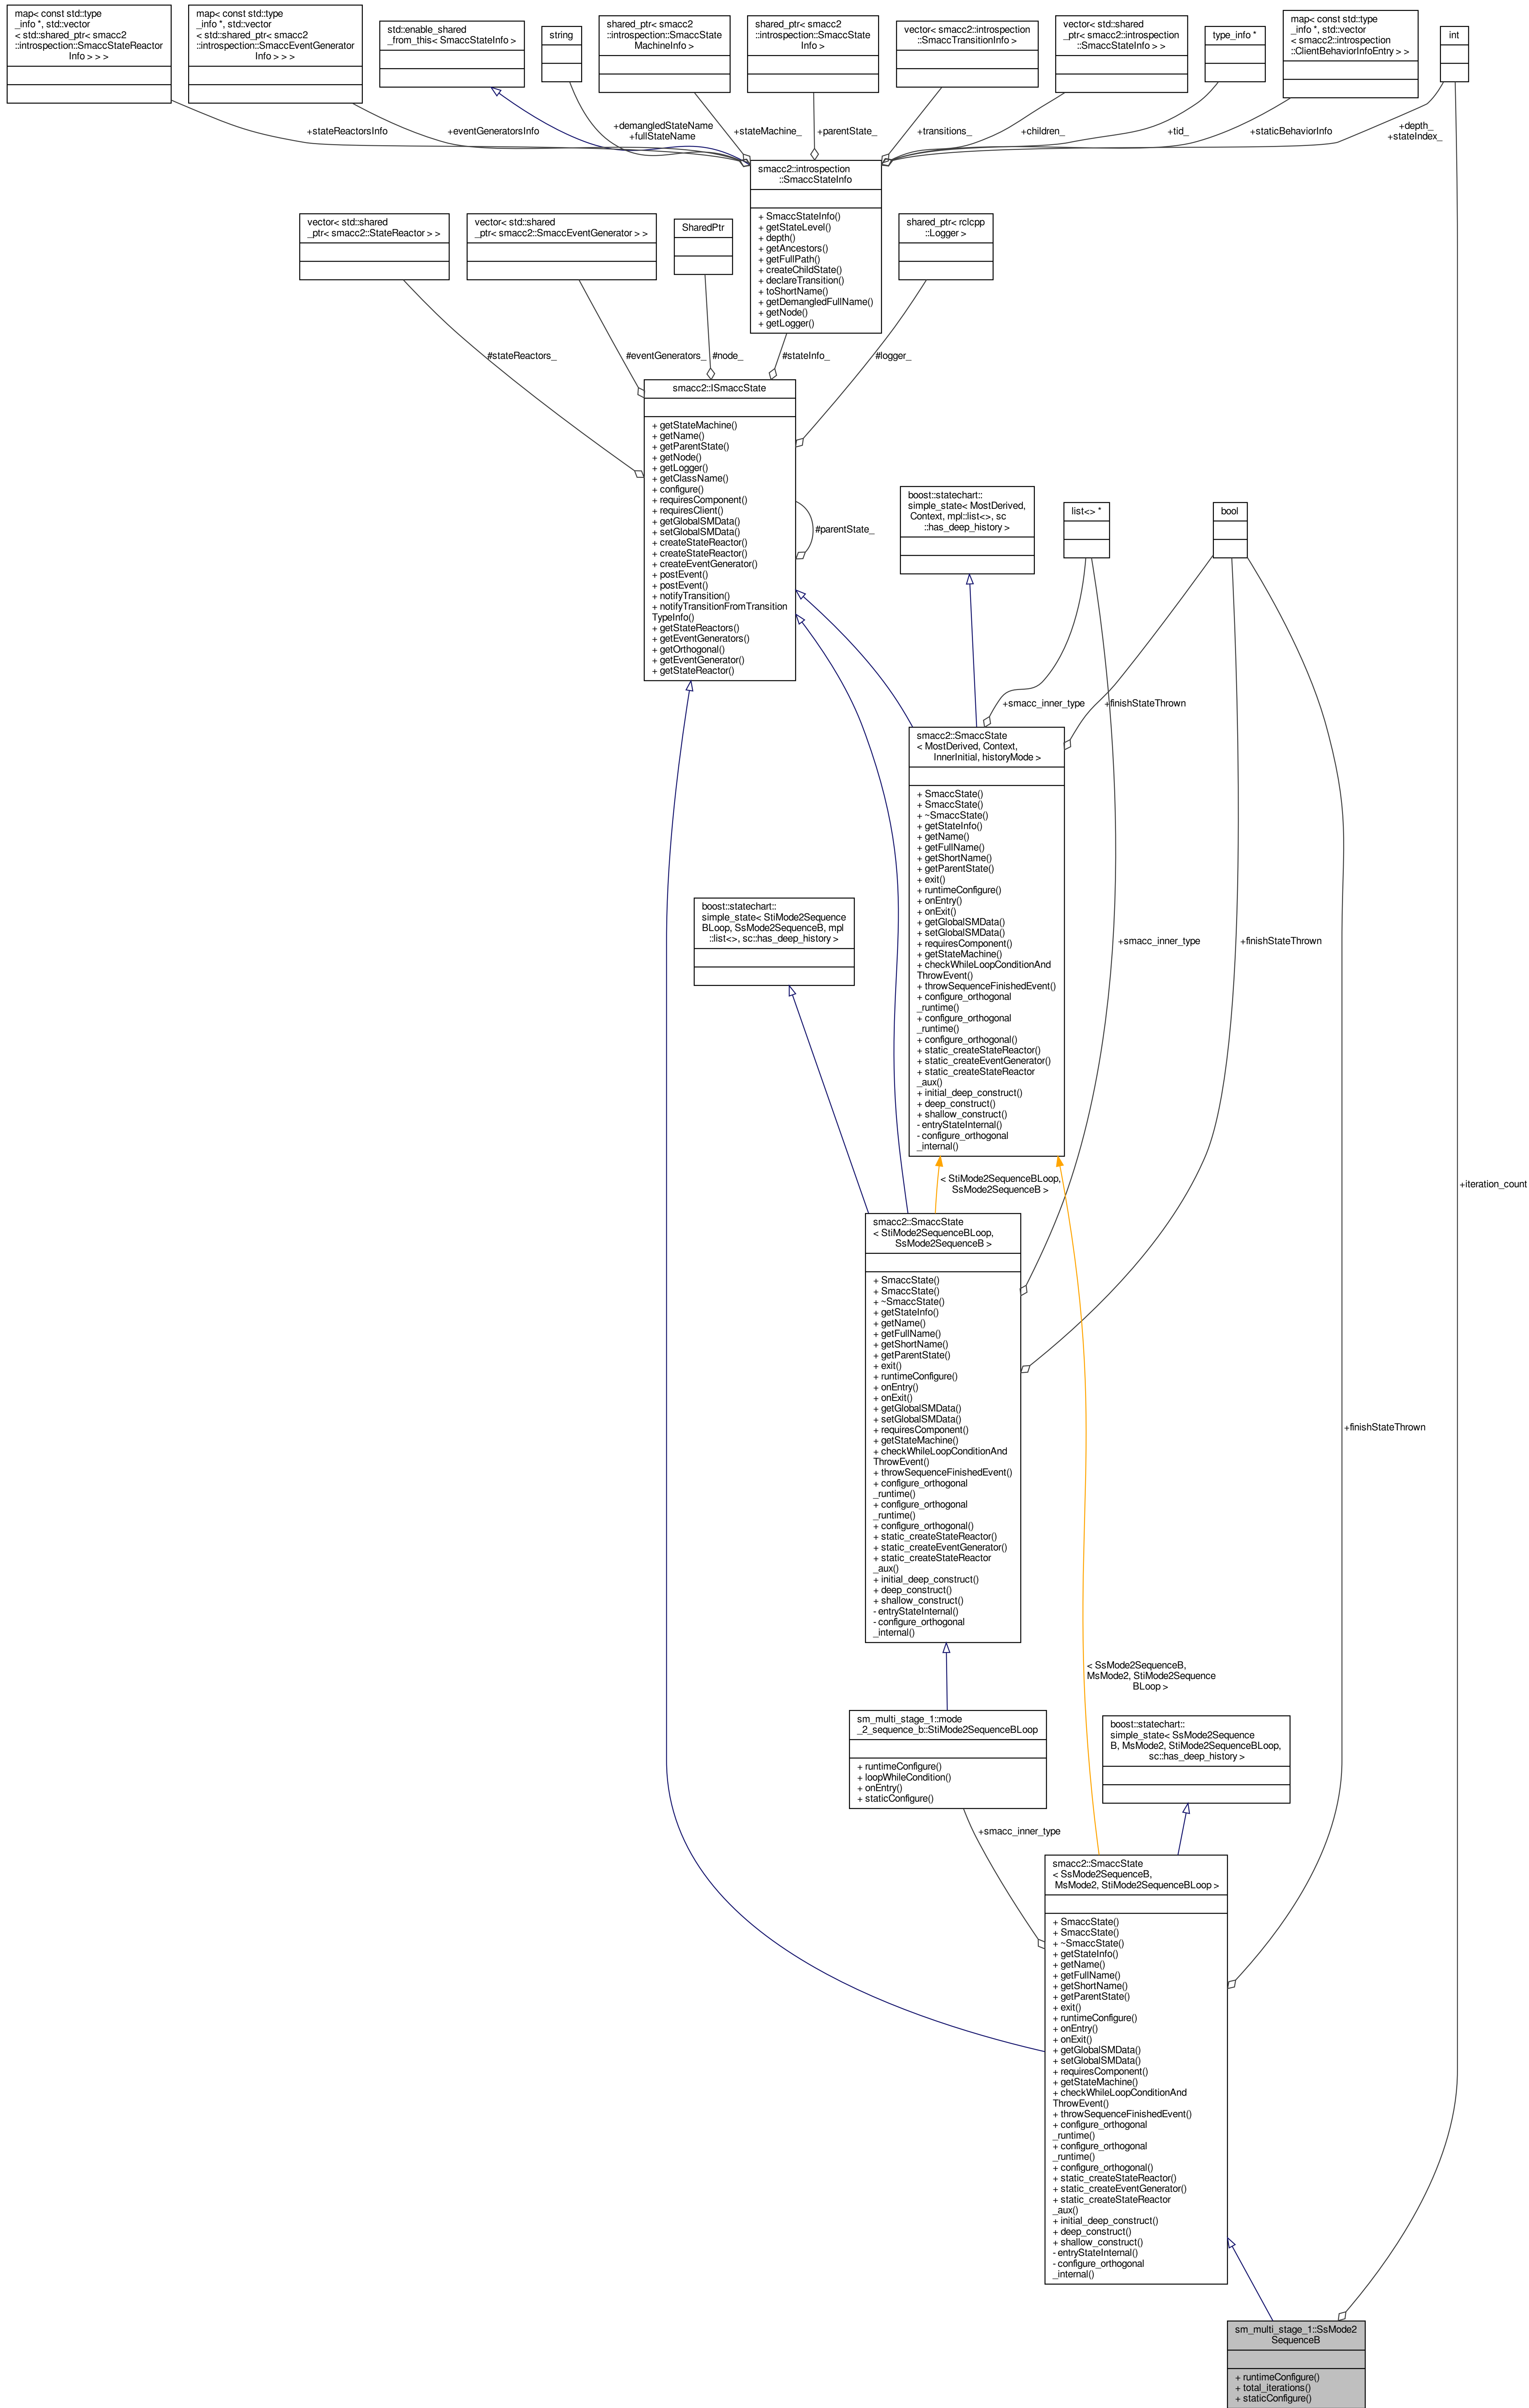 map< const std::type
_info *, std::vector
< std::shared_ptr< smacc2
::introspection::SmaccStateReactor
Info > > >
map< const std::type
_info *, std::vector
< std::shared_ptr< smacc2
::introspection::SmaccEventGenerator
Info > > >
std::enable_shared
_from_this< SmaccStateInfo >
string
shared_ptr< smacc2
::introspection::SmaccState
MachineInfo >
shared_ptr< smacc2
::introspection::SmaccState
Info >
vector< smacc2::introspection
::SmaccTransitionInfo >
vector< std::shared
_ptr< smacc2::introspection
::SmaccStateInfo > >
type_info *
map< const std::type
_info *, std::vector
< smacc2::introspection
::ClientBehaviorInfoEntry > >
int
+stateReactorsInfo
+eventGeneratorsInfo
+demangledStateName
+fullStateName
+stateMachine_
+parentState_
+transitions_
+children_
+tid_
+staticBehaviorInfo
+depth_
+stateIndex_
smacc2::introspection
::SmaccStateInfo
+ SmaccStateInfo()
+ getStateLevel()
+ depth()
+ getAncestors()
+ getFullPath()
+ createChildState()
+ declareTransition()
+ toShortName()
+ getDemangledFullName()
+ getNode()
+ getLogger()
vector< std::shared
_ptr< smacc2::StateReactor > >
vector< std::shared
_ptr< smacc2::SmaccEventGenerator > >
SharedPtr
shared_ptr< rclcpp
::Logger >
#stateReactors_
#eventGenerators_
#node_
#stateInfo_
#logger_
smacc2::ISmaccState
+ getStateMachine()
+ getName()
+ getParentState()
+ getNode()
+ getLogger()
+ getClassName()
+ configure()
+ requiresComponent()
+ requiresClient()
+ getGlobalSMData()
+ setGlobalSMData()
+ createStateReactor()
+ createStateReactor()
+ createEventGenerator()
+ postEvent()
+ postEvent()
+ notifyTransition()
+ notifyTransitionFromTransition
TypeInfo()
+ getStateReactors()
+ getEventGenerators()
+ getOrthogonal()
+ getEventGenerator()
+ getStateReactor()
#parentState_
boost::statechart::
simple_state< MostDerived,
Context, mpl::list<>, sc
::has_deep_history >
list<> *
bool
+smacc_inner_type
+finishStateThrown
smacc2::SmaccState
< MostDerived, Context,
InnerInitial, historyMode >
+ SmaccState()
+ SmaccState()
+ ~SmaccState()
+ getStateInfo()
+ getName()
+ getFullName()
+ getShortName()
+ getParentState()
+ exit()
+ runtimeConfigure()
+ onEntry()
+ onExit()
+ getGlobalSMData()
+ setGlobalSMData()
+ requiresComponent()
+ getStateMachine()
+ checkWhileLoopConditionAnd
ThrowEvent()
+ throwSequenceFinishedEvent()
+ configure_orthogonal
_runtime()
+ configure_orthogonal
_runtime()
+ configure_orthogonal()
+ static_createStateReactor()
+ static_createEventGenerator()
+ static_createStateReactor
_aux()
+ initial_deep_construct()
+ deep_construct()
+ shallow_construct()
- entryStateInternal()
- configure_orthogonal
_internal()
boost::statechart::
simple_state< StiMode2Sequence
BLoop, SsMode2SequenceB, mpl
::list<>, sc::has_deep_history >
+smacc_inner_type
+finishStateThrown
< StiMode2SequenceBLoop,
SsMode2SequenceB >
+iteration_count
smacc2::SmaccState
< StiMode2SequenceBLoop,
SsMode2SequenceB >
+ SmaccState()
+ SmaccState()
+ ~SmaccState()
+ getStateInfo()
+ getName()
+ getFullName()
+ getShortName()
+ getParentState()
+ exit()
+ runtimeConfigure()
+ onEntry()
+ onExit()
+ getGlobalSMData()
+ setGlobalSMData()
+ requiresComponent()
+ getStateMachine()
+ checkWhileLoopConditionAnd
ThrowEvent()
+ throwSequenceFinishedEvent()
+ configure_orthogonal
_runtime()
+ configure_orthogonal
_runtime()
+ configure_orthogonal()
+ static_createStateReactor()
+ static_createEventGenerator()
+ static_createStateReactor
_aux()
+ initial_deep_construct()
+ deep_construct()
+ shallow_construct()
- entryStateInternal()
- configure_orthogonal
_internal()
+finishStateThrown
< SsMode2SequenceB,
MsMode2, StiMode2Sequence
BLoop >
sm_multi_stage_1::mode
_2_sequence_b::StiMode2SequenceBLoop
+ runtimeConfigure()
+ loopWhileCondition()
+ onEntry()
+ staticConfigure()
boost::statechart::
simple_state< SsMode2Sequence
B, MsMode2, StiMode2SequenceBLoop,
sc::has_deep_history >
+smacc_inner_type
smacc2::SmaccState
< SsMode2SequenceB,
MsMode2, StiMode2SequenceBLoop >
+ SmaccState()
+ SmaccState()
+ ~SmaccState()
+ getStateInfo()
+ getName()
+ getFullName()
+ getShortName()
+ getParentState()
+ exit()
+ runtimeConfigure()
+ onEntry()
+ onExit()
+ getGlobalSMData()
+ setGlobalSMData()
+ requiresComponent()
+ getStateMachine()
+ checkWhileLoopConditionAnd
ThrowEvent()
+ throwSequenceFinishedEvent()
+ configure_orthogonal
_runtime()
+ configure_orthogonal
_runtime()
+ configure_orthogonal()
+ static_createStateReactor()
+ static_createEventGenerator()
+ static_createStateReactor
_aux()
+ initial_deep_construct()
+ deep_construct()
+ shallow_construct()
- entryStateInternal()
- configure_orthogonal
_internal()
sm_multi_stage_1::SsMode2
SequenceB
+ runtimeConfigure()
+ total_iterations()
+ staticConfigure()